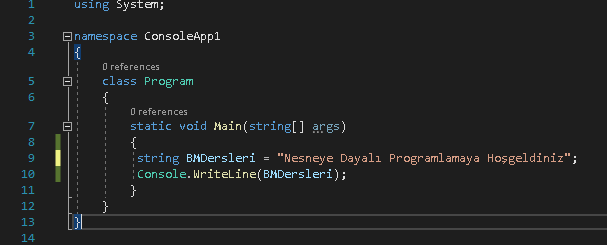 1 using System;
2
3 namespace ConsoleApp1
4 {
0 references
5 class Program
6 {
0 references
7 static void Main(string[] args)
8 {
9 string BMDersleri = "Nesneye Dayalı Programlamaya Hoşgeldiniz";
10 Console.WriteLine(BMDersleri);
11 }
12 }
13 }
14